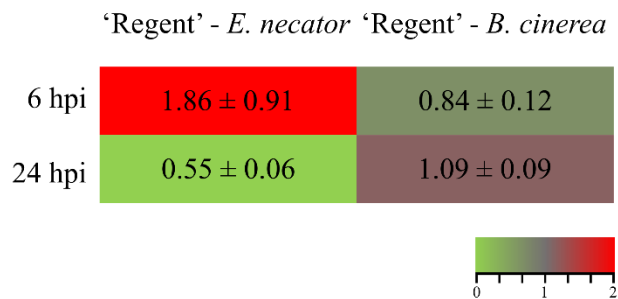 ‘Regent’ - E. necator ‘Regent’ - B. cinerea
6 hpi 1.86 ± 0.91 0.84 ± 0.12
24 hpi 0.55 ± 0.06 1.09 ± 0.09
0 1 2